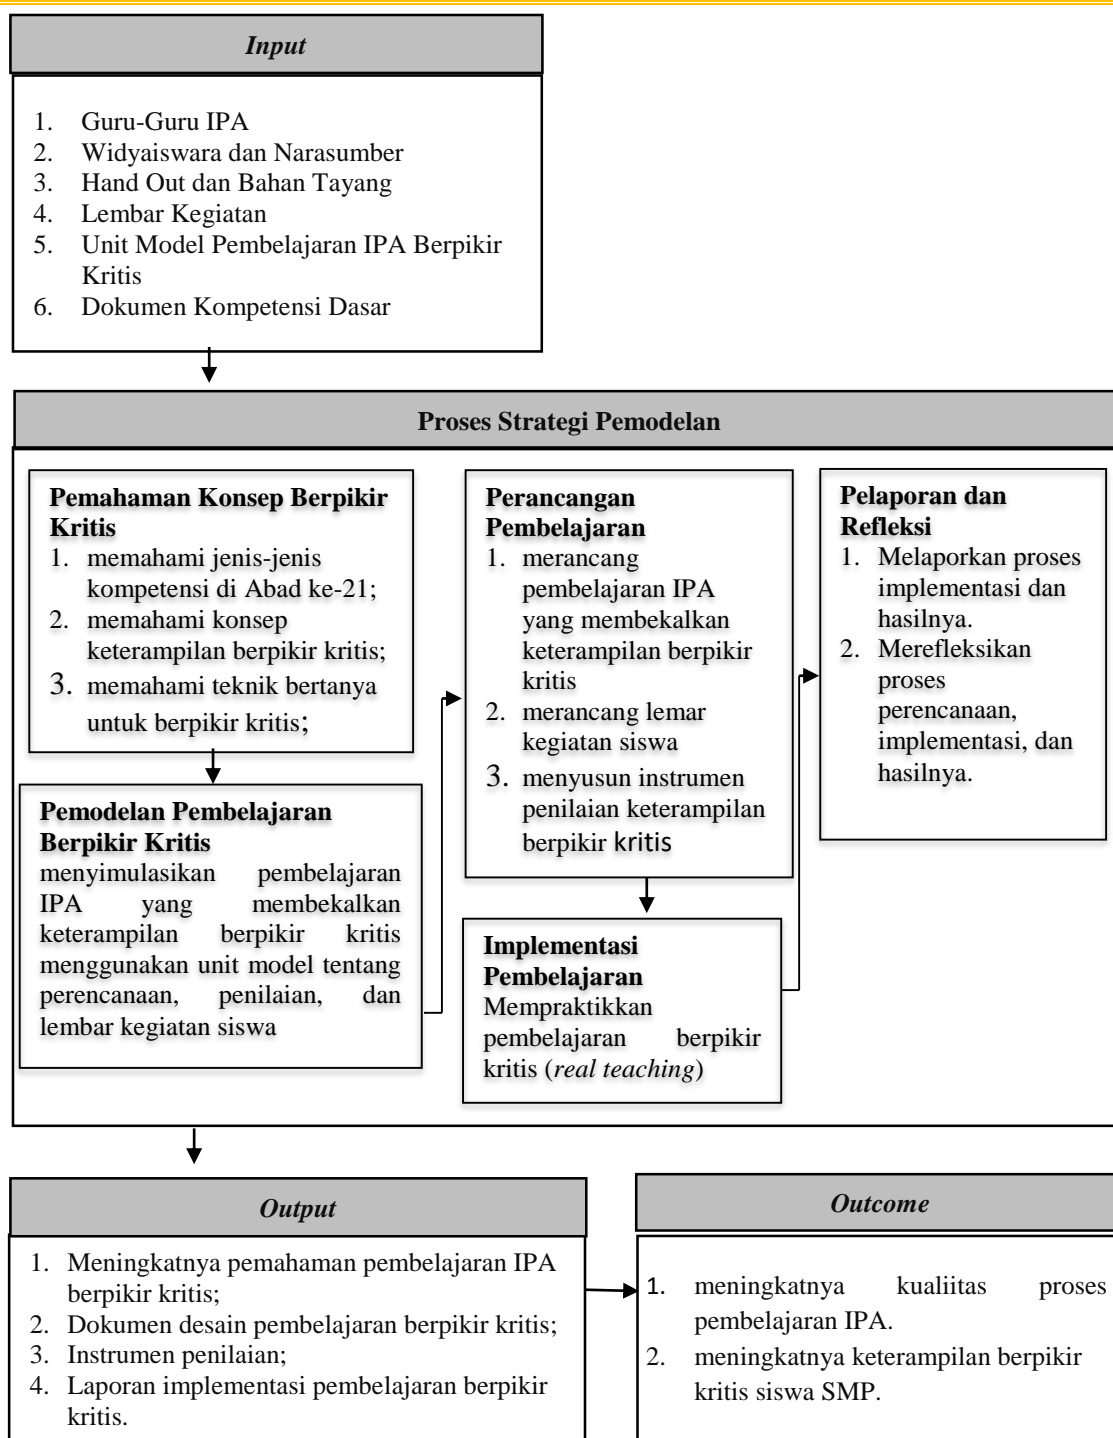 Input
1. Guru-Guru IPA
2. Widyaiswara dan Narasumber
3. Hand Out dan Bahan Tayang
4. Lembar Kegiatan
5. Unit Model Pembelajaran IPA Berpikir
Kritis
6. Dokumen Kompetensi Dasar
Proses Strategi Pemodelan
Pemahaman Konsep Berpikir
Kritis
1. memahami jenis-jenis
kompetensi di Abad ke-21;
2. memahami konsep
keterampilan berpikir kritis;
3. memahami teknik bertanya
untuk berpikir kritis;
Pemodelan Pembelajaran
Berpikir Kritis
menyimulasikan pembelajaran
IPA yang membekalkan
keterampilan berpikir kritis
menggunakan unit model tentang
perencanaan, penilaian, dan
lembar kegiatan siswa
Perancangan
Pembelajaran
1. merancang
pembelajaran IPA
yang membekalkan
keterampilan berpikir
kritis
2. merancang lemar
kegiatan siswa
3. menyusun instrumen
penilaian keterampilan
berpikir kritis
Implementasi
Pembelajaran
Mempraktikkan
pembelajaran berpikir
kritis (real teaching)
Pelaporan dan
Refleksi
1. Melaporkan proses
implementasi dan
hasilnya.
2. Merefleksikan
proses
perencanaan,
implementasi, dan
hasilnya.
Output
1. Meningkatnya pemahaman pembelajaran IPA
berpikir kritis;
2. Dokumen desain pembelajaran berpikir kritis;
3. Instrumen penilaian;
4. Laporan implementasi pembelajaran berpikir
kritis.
Outcome
1. meningkatnya kualiitas proses
pembelajaran IPA.
2. meningkatnya keterampilan berpikir
kritis siswa SMP.